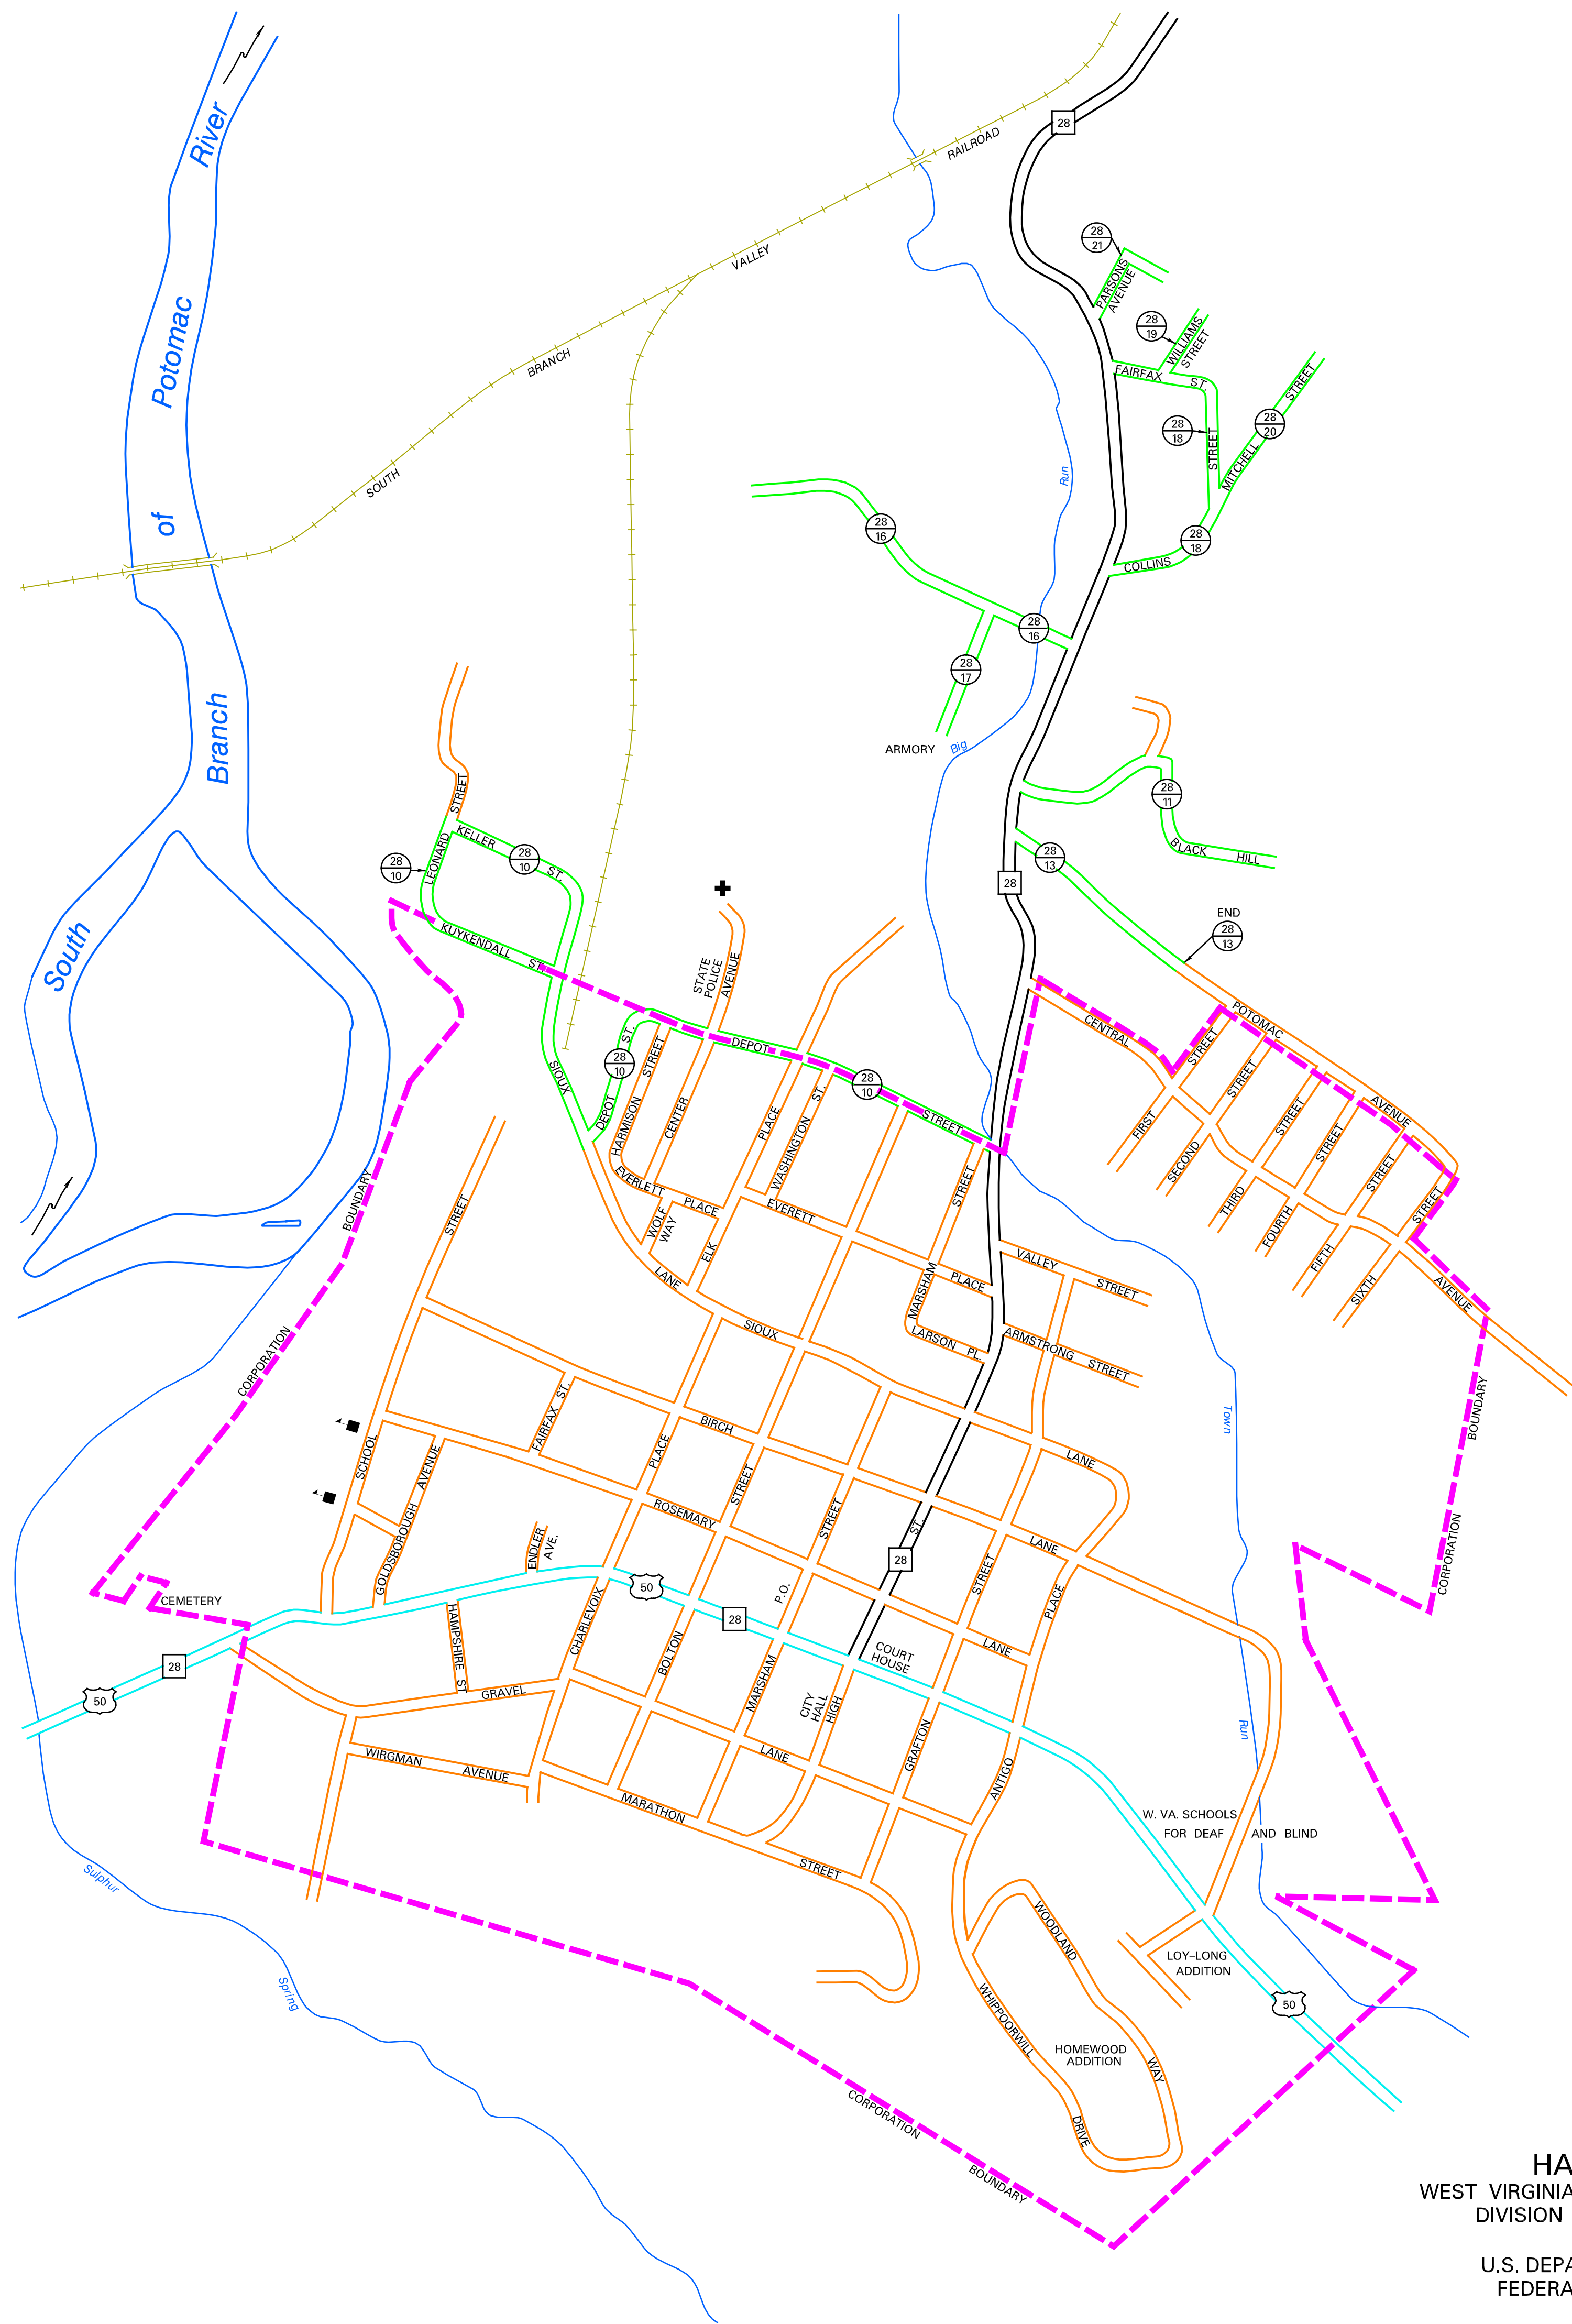 River
Potomac
of
Branch
South
RAILROAD
VALLEY
BRANCH
SOUTH
28
28
21
PARSONS
AVENUE
28
19
WILLIAMS
STREET
FAIRFAX ST.
28
18
STREET
MITCHELL STREET
28
20
28
18
COLLINS
Run
28
16
28
16
28
17
ARMORY
Big
28
11
BLACK HILL
28
13
28
END
28
13
STREET
LEONARD
28
10
KELLER ST.
28
10
KUYKENDALL ST.
STATE
POLICE
AVENUE
CENTRAL
POTOMAC
AVENUE
STREET
FIRST
STREET
SECOND
STREET
THIRD
STREET
FOURTH
STREET
FIFTH
STREET
SIXTH
AVENUE
SIOUX
DEPOT ST.
28
10
HARMISON STREET
CENTER
DEPOT
28
10
STREET
PLACE
WASHINGTON ST.
EVERLETT
PLACE
EVERETT
PLACE
WOLF
WAY
ELK
LANE
SIOUX
STREET
MARSHAM
LARSON PL.
VALLEY
STREET
ARMSTRONG
STREET
BOUNDARY
CORPORATION
STREET
SCHOOL
FAIRFAX ST.
BIRCH
PLACE
STREET
ROSEMARY
STREET
GOLDSBOROUGH AVENUE
ENDLER
AVE.
LANE
LANE
ST.
28
STREET
PLACE
Town
BOUNDARY
CORPORATION
CEMETERY
28
50
50
28
P.O.
HAMPSHIRE ST
CHARLEVOIX
BOLTON
MARSHAM
COURT
HOUSE
LANE
CITY
HALL
HIGH
GRAVEL
LANE
GRAFTON
ANTIGO
Run
WIRGMAN
AVENUE
MARATHON
STREET
W. VA. SCHOOLS
FOR DEAF AND BLIND
Sulphur
Spring
WOODLAND
WAY
LOY-LONG
ADDITION
50
WHIPPOORWILL
DRIVE
HOMEWOOD
ADDITION
CORPORATION
BOUNDARY
HA
WEST VIRGINIA
DIVISION
U.S. DEPA
FEDERA